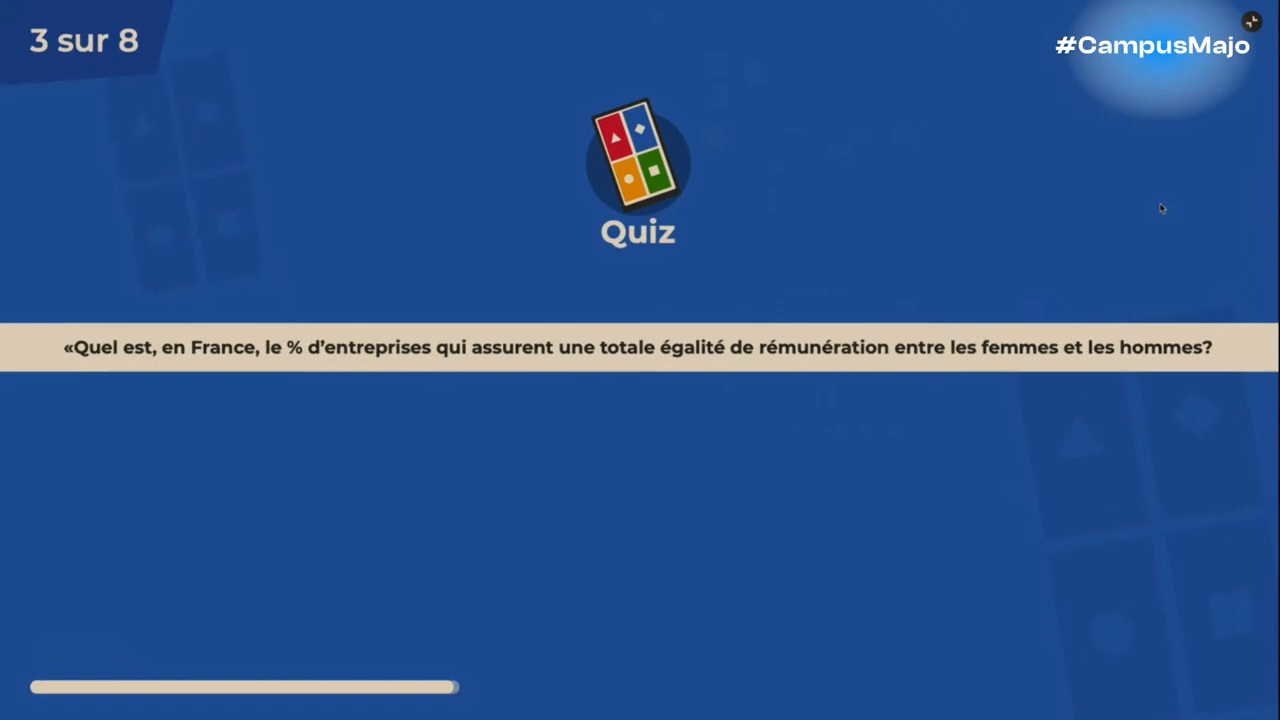 3 sur 8
#CampusMajo
Quiz
«Quel est, en France, le % d’entreprises qui assurent une totale égalité de rémunération entre les femmes et les hommes?